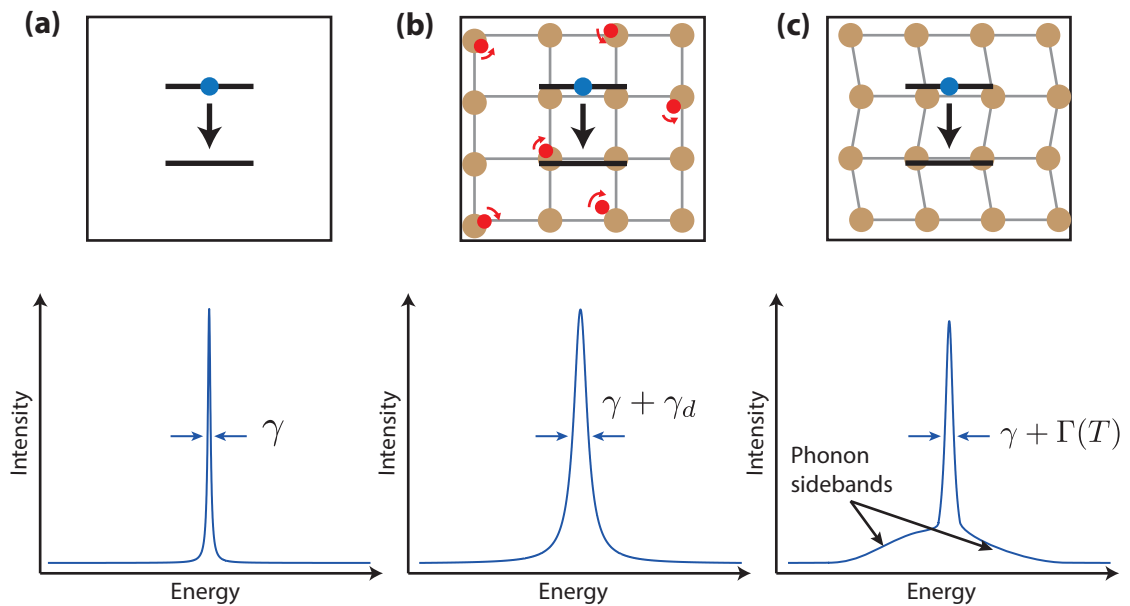 (a)
(b)
(c)
Intensity
γ
Energy
Intensity
γ + γ_d
Energy
Intensity
γ + Γ(T)
Phonon
sidebands
Energy